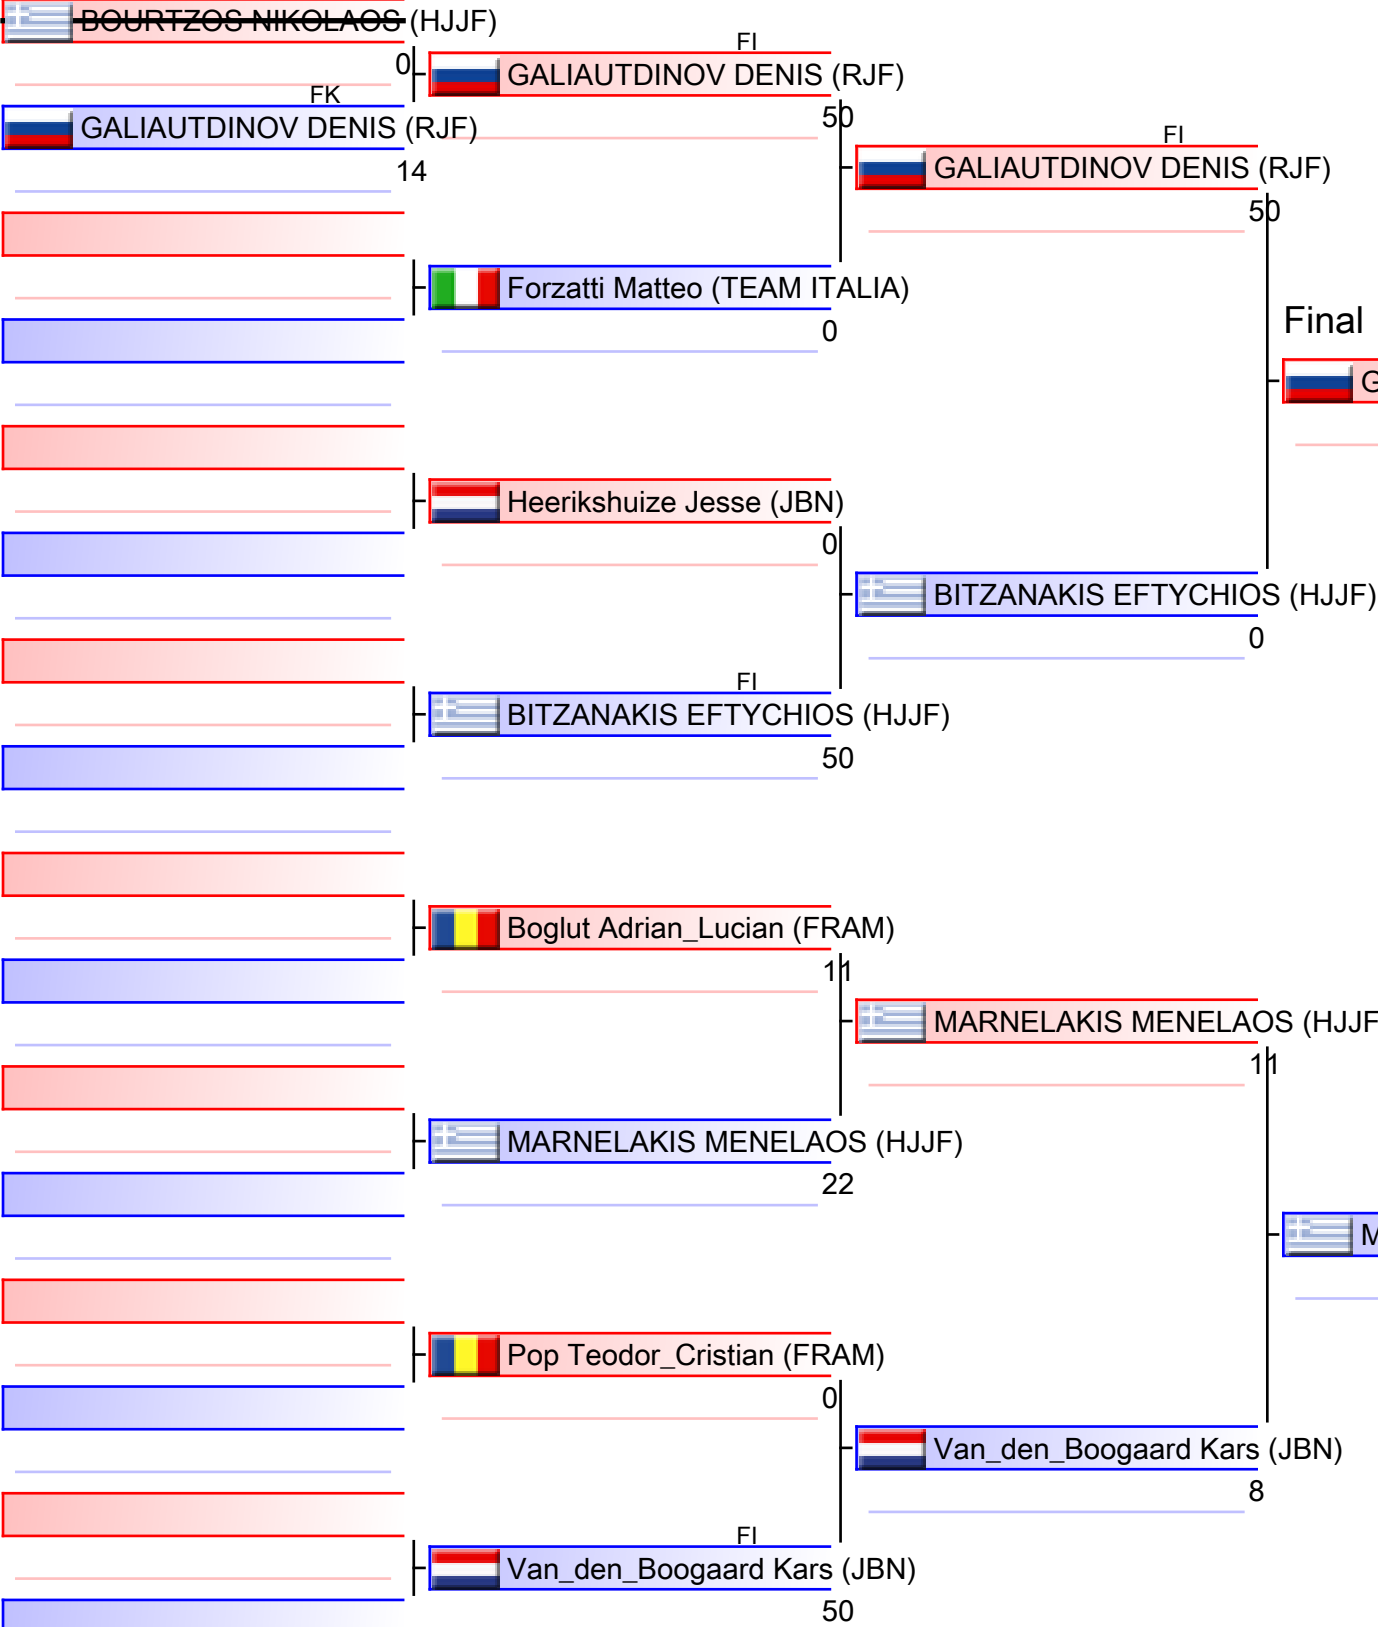 BOURTZOS NIKOLAOS (HJJF)
0
FK
GALIAUTDINOV DENIS (RJF)
14
FI
GALIAUTDINOV DENIS (RJF)
50
Forzatti Matteo (TEAM ITALIA)
0
Heerikshuize Jesse (JBN)
0
FI
BITZANAKIS EFTYCHIOS (HJJF)
50
Boglut Adrian_Lucian (FRAM)
11
MARNELAKIS MENELAOS (HJJF)
22
Pop Teodor_Cristian (FRAM)
0
FI
Van_den_Boogaard Kars (JBN)
50
FI
GALIAUTDINOV DENIS (RJF)
50
BITZANAKIS EFTYCHIOS (HJJF)
0
MARNELAKIS MENELAOS (HJJF
11
Van_den_Boogaard Kars (JBN)
8
Final
G
M